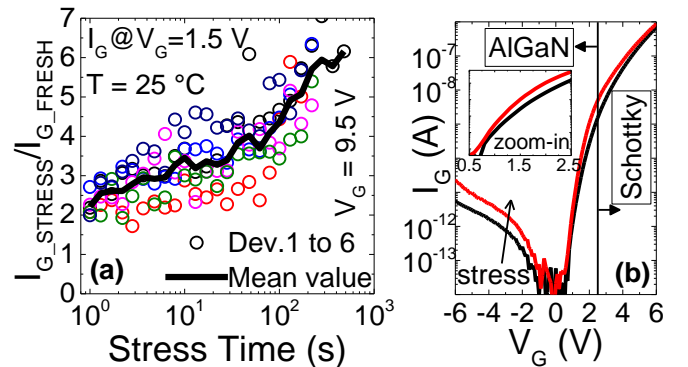 I_G_STRESS/I_G_FRESH
7
6
5
4
3
2
1
0
I_G@V_G=1.5 V
T = 25 °C
V_G = 9.5 V
Dev.1 to 6
Mean value
(a)
10^0 10^1 10^2 10^3
Stress Time (s)
I_G (A)
10^-7
10^-8
10^-12
10^-13
AlGaN
Schottky
zoom-in
0.5 1.5 2.5
stress
(b)
-6 -4 -2 0 2 4 6
V_G (V)